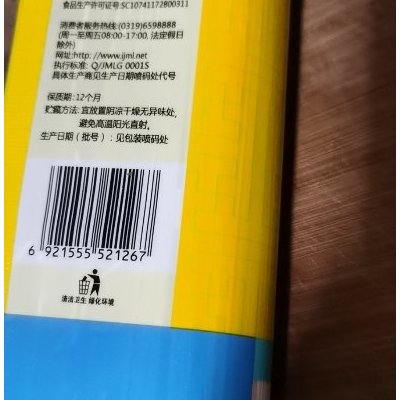 食品生产许可证号:SC10741172800311
消费者服务热线:(0319)6598888
(周一至周五08:00-17:00, 法定假日
除外)
网址:http://www.jjml.net
执行标准: Q/JMLG 0001S
具体生产商见生产日期喷码处代号
保质期: 12个月
贮藏方法: 宜放置阴凉干燥无异味处,
避免高温阳光直射。
生产日期(批号): 见包装喷码处
6 921555 521267
清洁卫生 绿化环境